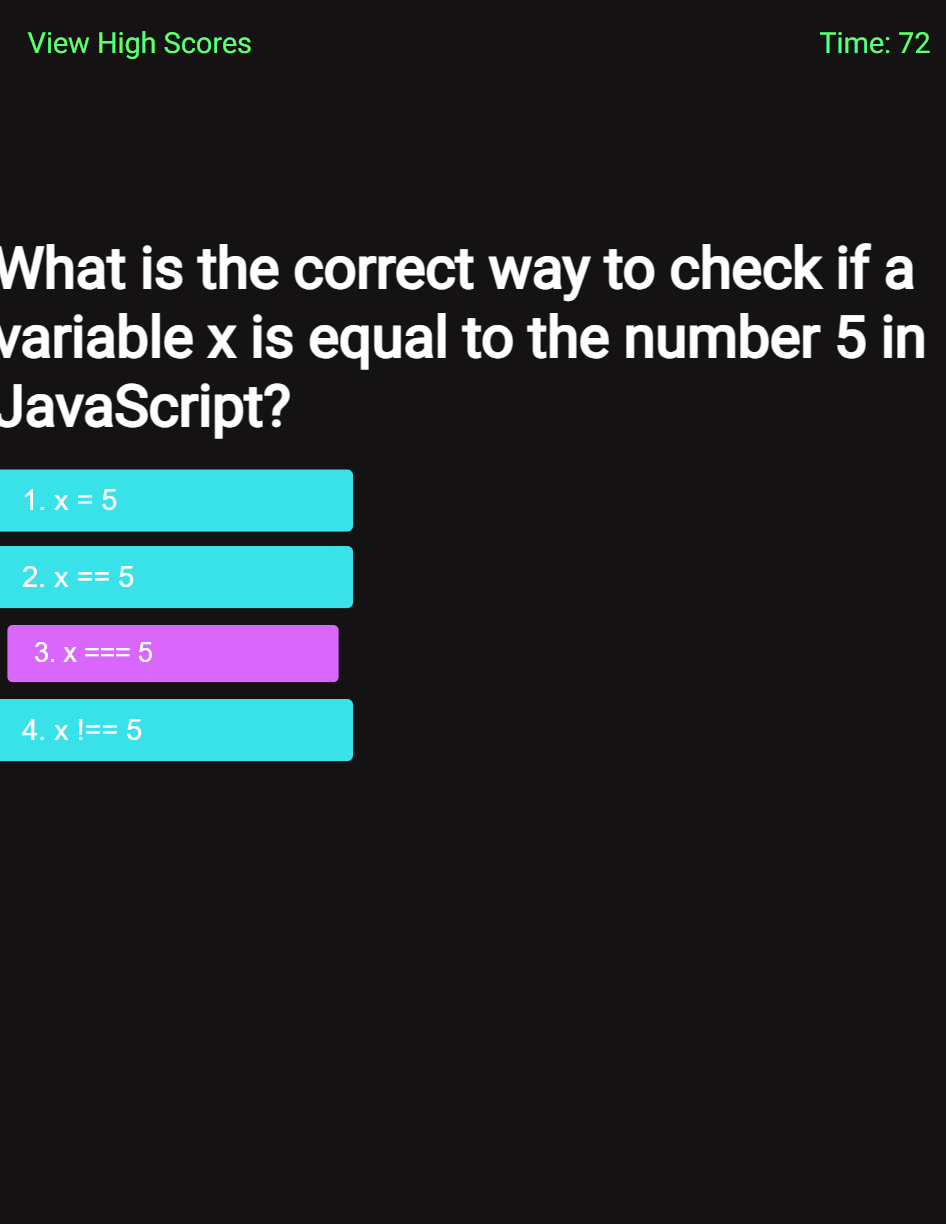 View High Scores
Time: 72
What is the correct way to check if a
variable x is equal to the number 5 in
JavaScript?
1. x = 5
2. x == 5
3. x === 5
4. x !== 5